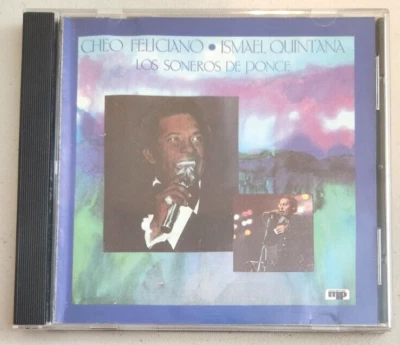 CHEO FELICIANO • ISMAEL QUINTANA
LOS SONEROS DE PONCE
mp